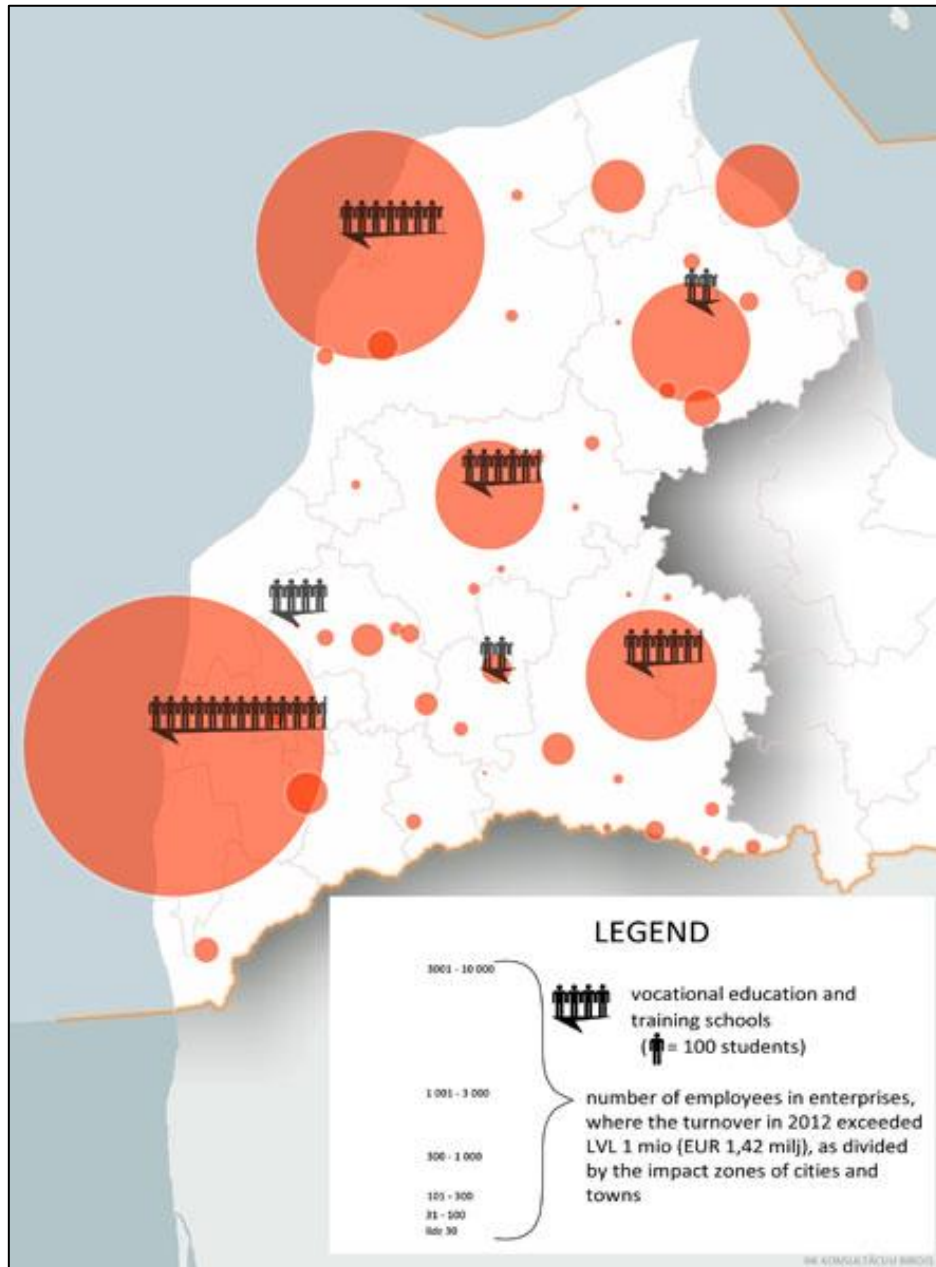 LEGEND
3001 - 10 000
1 001 - 3 000
300 - 1 000
101 - 300
31 - 100
līdz 30
vocational education and
training schools
(= 100 students)
number of employees in enterprises,
where the turnover in 2012 exceeded
LVL 1 mio (EUR 1,42 milj), as divided
by the impact zones of cities and
towns